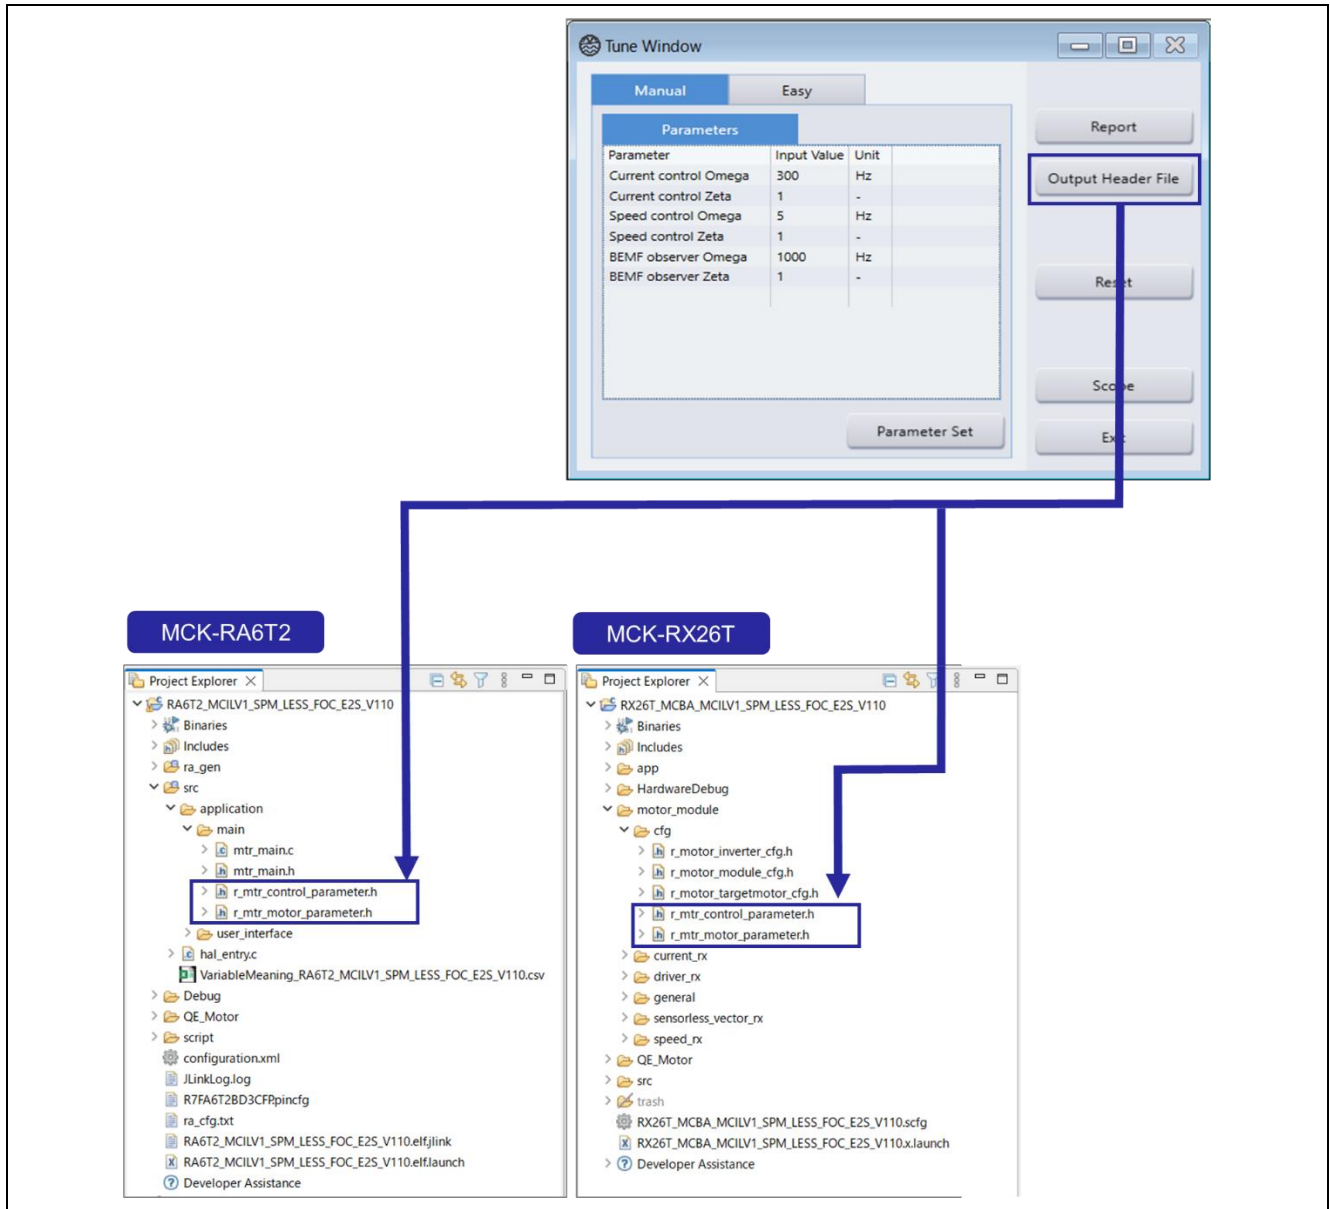 Tune Window
Manual Easy
Parameters
Parameter Input Value Unit
Current control Omega 300 Hz
Current control Zeta 1 -
Speed control Omega 5 Hz
Speed control Zeta 1 -
BEMF observer Omega 1000 Hz
BEMF observer Zeta 1 -
Parameter Set
Report
Output Header File
Reset
Scope
Exit
MCK-RA6T2
Project Explorer
RA6T2_MCILV1_SPM_LESS_FOC_E2S_V110
Binaries
Includes
ra_gen
src
application
main
mtr_main.c
mtr_main.h
r_mtr_control_parameter.h
r_mtr_motor_parameter.h
user_interface
hal_entry.c
VariableMeaning_RA6T2_MCILV1_SPM_LESS_FOC_E2S_V110.csv
Debug
QE_Motor
script
configuration.xml
JLinkLog.log
R7FA6T2BD3CFP.pincfg
ra_cfg.txt
RA6T2_MCILV1_SPM_LESS_FOC_E2S_V110.elf.jlink
RA6T2_MCILV1_SPM_LESS_FOC_E2S_V110.elf.launch
Developer Assistance
MCK-RX26T
Project Explorer
RX26T_MCBA_MCILV1_SPM_LESS_FOC_E2S_V110
Binaries
Includes
app
HardwareDebug
motor_module
cfg
r_motor_inverter_cfg.h
r_motor_module_cfg.h
r_motor_targetmotor_cfg.h
r_mtr_control_parameter.h
r_mtr_motor_parameter.h
current_rx
driver_rx
general
sensorless_vector_rx
speed_rx
QE_Motor
src
trash
RX26T_MCBA_MCILV1_SPM_LESS_FOC_E2S_V110.scfg
RX26T_MCBA_MCILV1_SPM_LESS_FOC_E2S_V110.x.launch
Developer Assistance